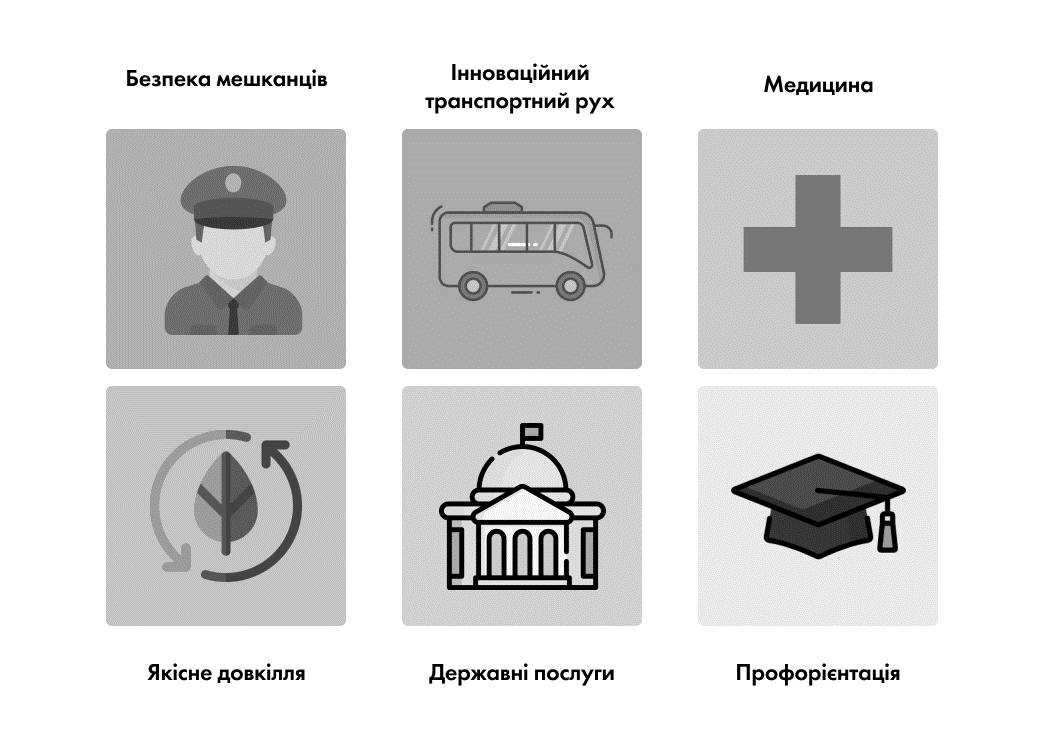 Безпека мешканців
Інноваційний
транспортний рух
Медицина
Якісне довкілля
Державні послуги
Профорієнтація